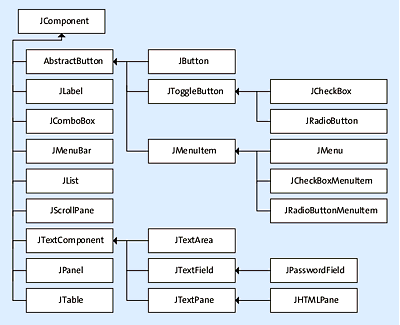 JComponent
AbstractButton
JButton
JLabel
JToggleButton
JCheckBox
JComboBox
JRadioButton
JMenuBar
JMenuItem
JMenu
JList
JCheckBoxMenuItem
JScrollPane
JRadioButtonMenuItem
JTextComponent
JTextArea
JPanel
JTextField
JPasswordField
JTable
JTextPane
JHTMLPane